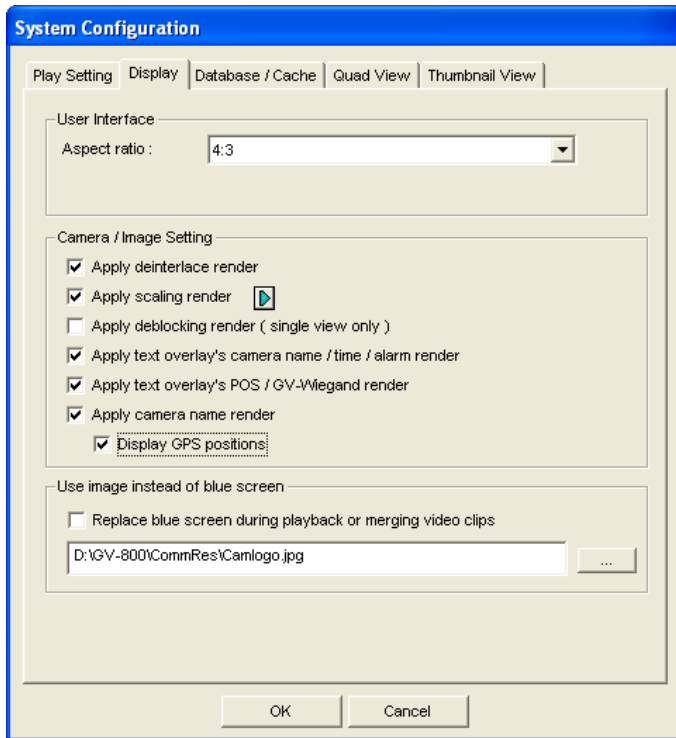 System Configuration
Play Setting Display Database / Cache Quad View Thumbnail View
User Interface
Aspect ratio : 4:3
Camera / Image Setting
Apply deinterlace render
Apply scaling render
Apply deblocking render ( single view only )
Apply text overlay's camera name / time / alarm render
Apply text overlay's POS / GV-Wiegand render
Apply camera name render
Display GPS positions
Use image instead of blue screen
Replace blue screen during playback or merging video clips
D:\GV-800\CommRes\Camlogo.jpg ...
OK Cancel